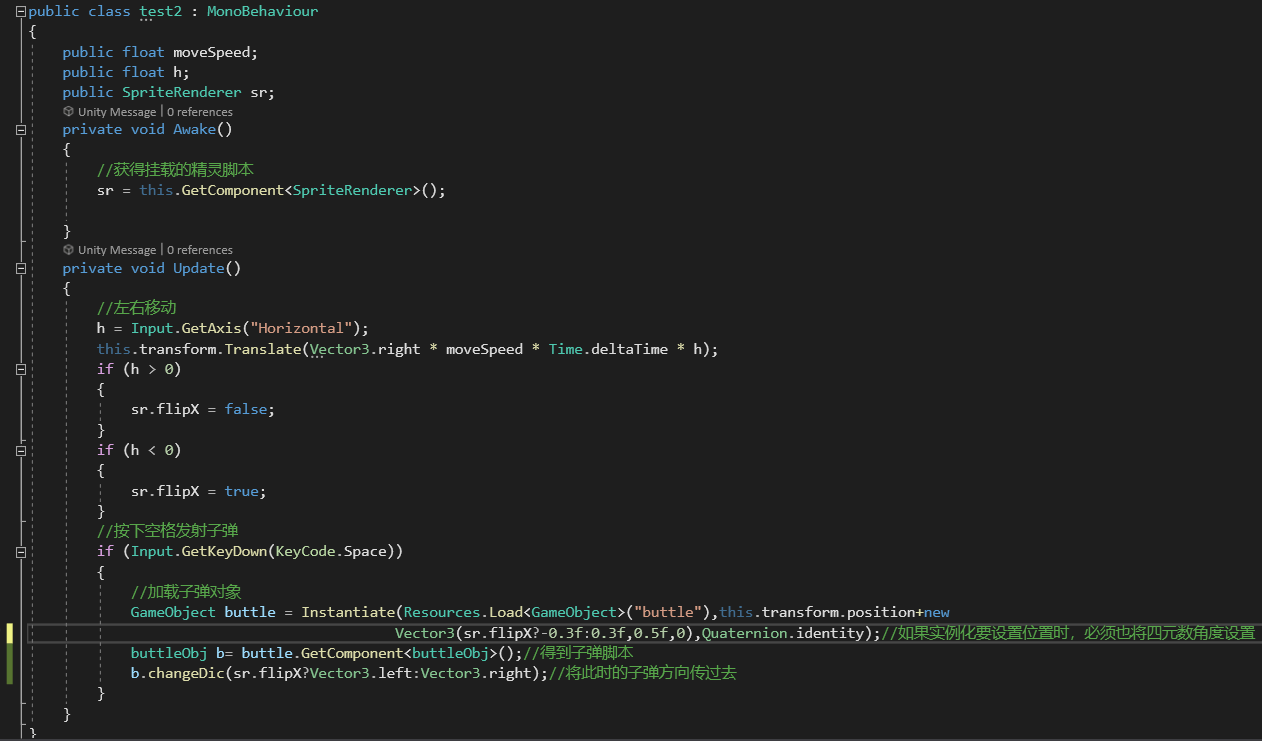 public class test2 : MonoBehaviour
{
public float moveSpeed;
public float h;
public SpriteRenderer sr;
Unity Message | 0 references
private void Awake()
{
//获得挂载的精灵脚本
sr = this.GetComponent<SpriteRenderer>();
}
Unity Message | 0 references
private void Update()
{
//左右移动
h = Input.GetAxis("Horizontal");
this.transform.Translate(Vector3.right * moveSpeed * Time.deltaTime * h);
if (h > 0)
{
sr.flipX = false;
}
if (h < 0)
{
sr.flipX = true;
}
//按下空格发射子弹
if (Input.GetKeyDown(KeyCode.Space))
{
//加载子弹对象
GameObject buttle = Instantiate(Resources.Load<GameObject>("buttle"),this.transform.position+new
Vector3(sr.flipX?-0.3f:0.3f,0.5f,0),Quaternion.identity);//如果实例化要设置位置时，必须也将四元数角度设置
buttleObj b= buttle.GetComponent<buttleObj>();//得到子弹脚本
b.changeDic(sr.flipX?Vector3.left:Vector3.right);//将此时的子弹方向传过去
}
}
}